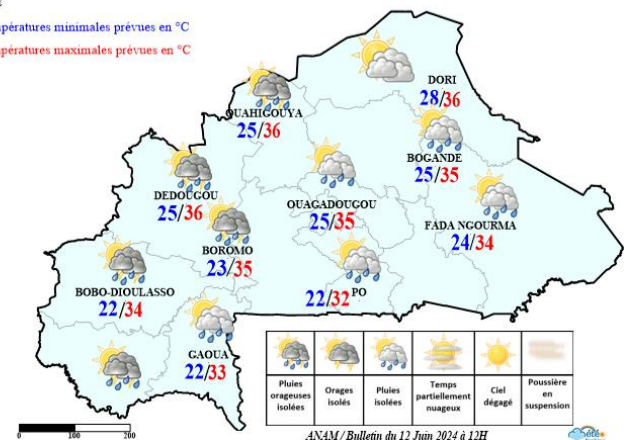 pératures minimales prévues en °C
pératures maximales prévues en °C
DORI
28/36
OUAHIGOUYA
25/36
BOGANDE
25/35
DEDOUGOU
25/36
OUAGADOUGOU
25/35
FADA NGOURMA
24/34
BOROMO
23/35
BOBO-DIOULASSO
22/34
22/32 PO
GAOUA
22/33
Pluies orageuses isolées
Orages isolés
Pluies isolées
Temps partiellement nuageux
Ciel dégagé
Poussière en suspension
0 100 200
ANAM / Bulletin du 12 Juin 2024 à 12H